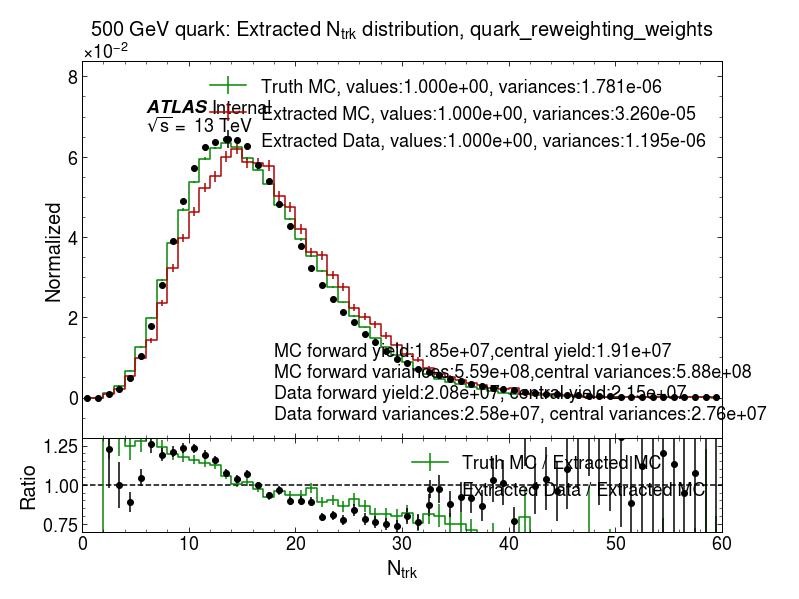 500 GeV quark: Extracted Ntrk distribution, quark_reweighting_weights
×10−2
Truth MC, values:1.000e+00, variances:1.781e-06
ATLAS Internal
Extracted MC, values:1.000e+00, variances:3.260e-05
√s = 13 TeV
Extracted Data, values:1.000e+00, variances:1.195e-06
8
6
4
2
0
Normalized
MC forward yield:1.85e+07,central yield:1.91e+07
MC forward variances:5.59e+08,central variances:5.88e+08
Data forward yield:2.08e+07, central yield:2.15e+07
Data forward variances:2.58e+07, central variances:2.76e+07
1.25
1.00
0.75
Ratio
Truth MC / Extracted MC
Extracted Data / Extracted MC
0 10 20 30 40 50 60
Ntrk